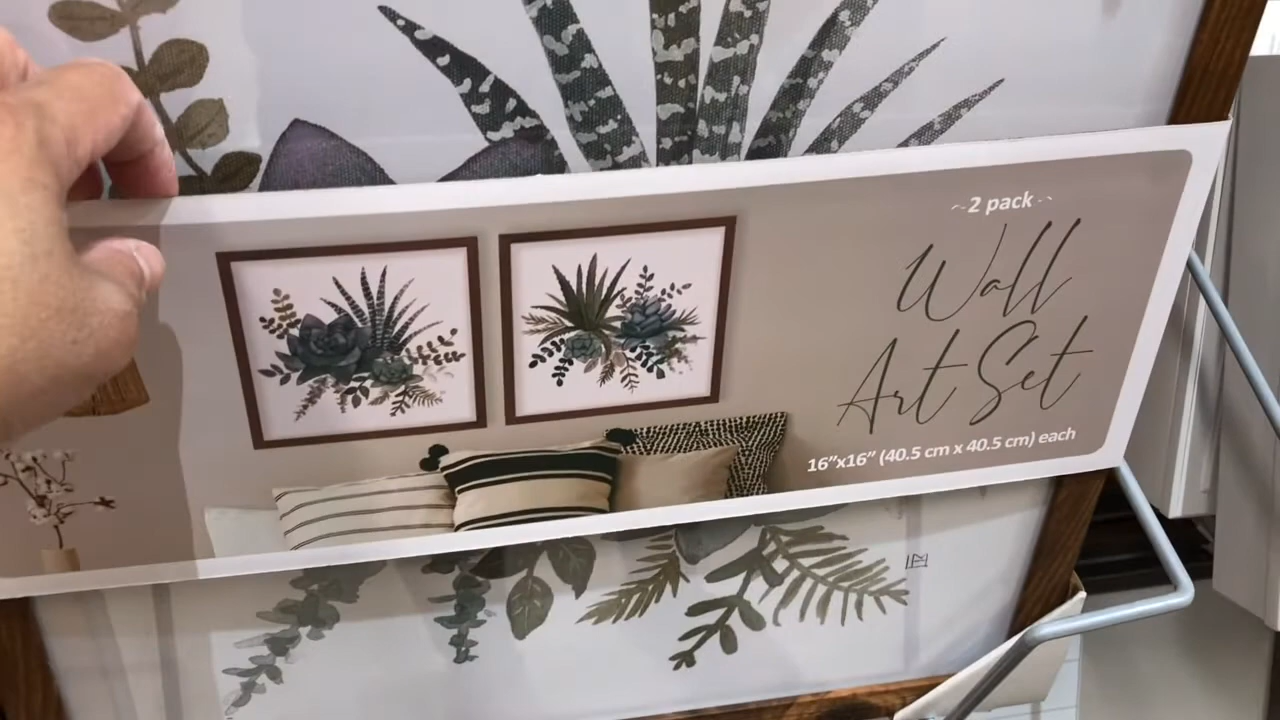 ~2 pack~
Wall
Art Set
16”x16” (40.5 cm x 40.5 cm) each